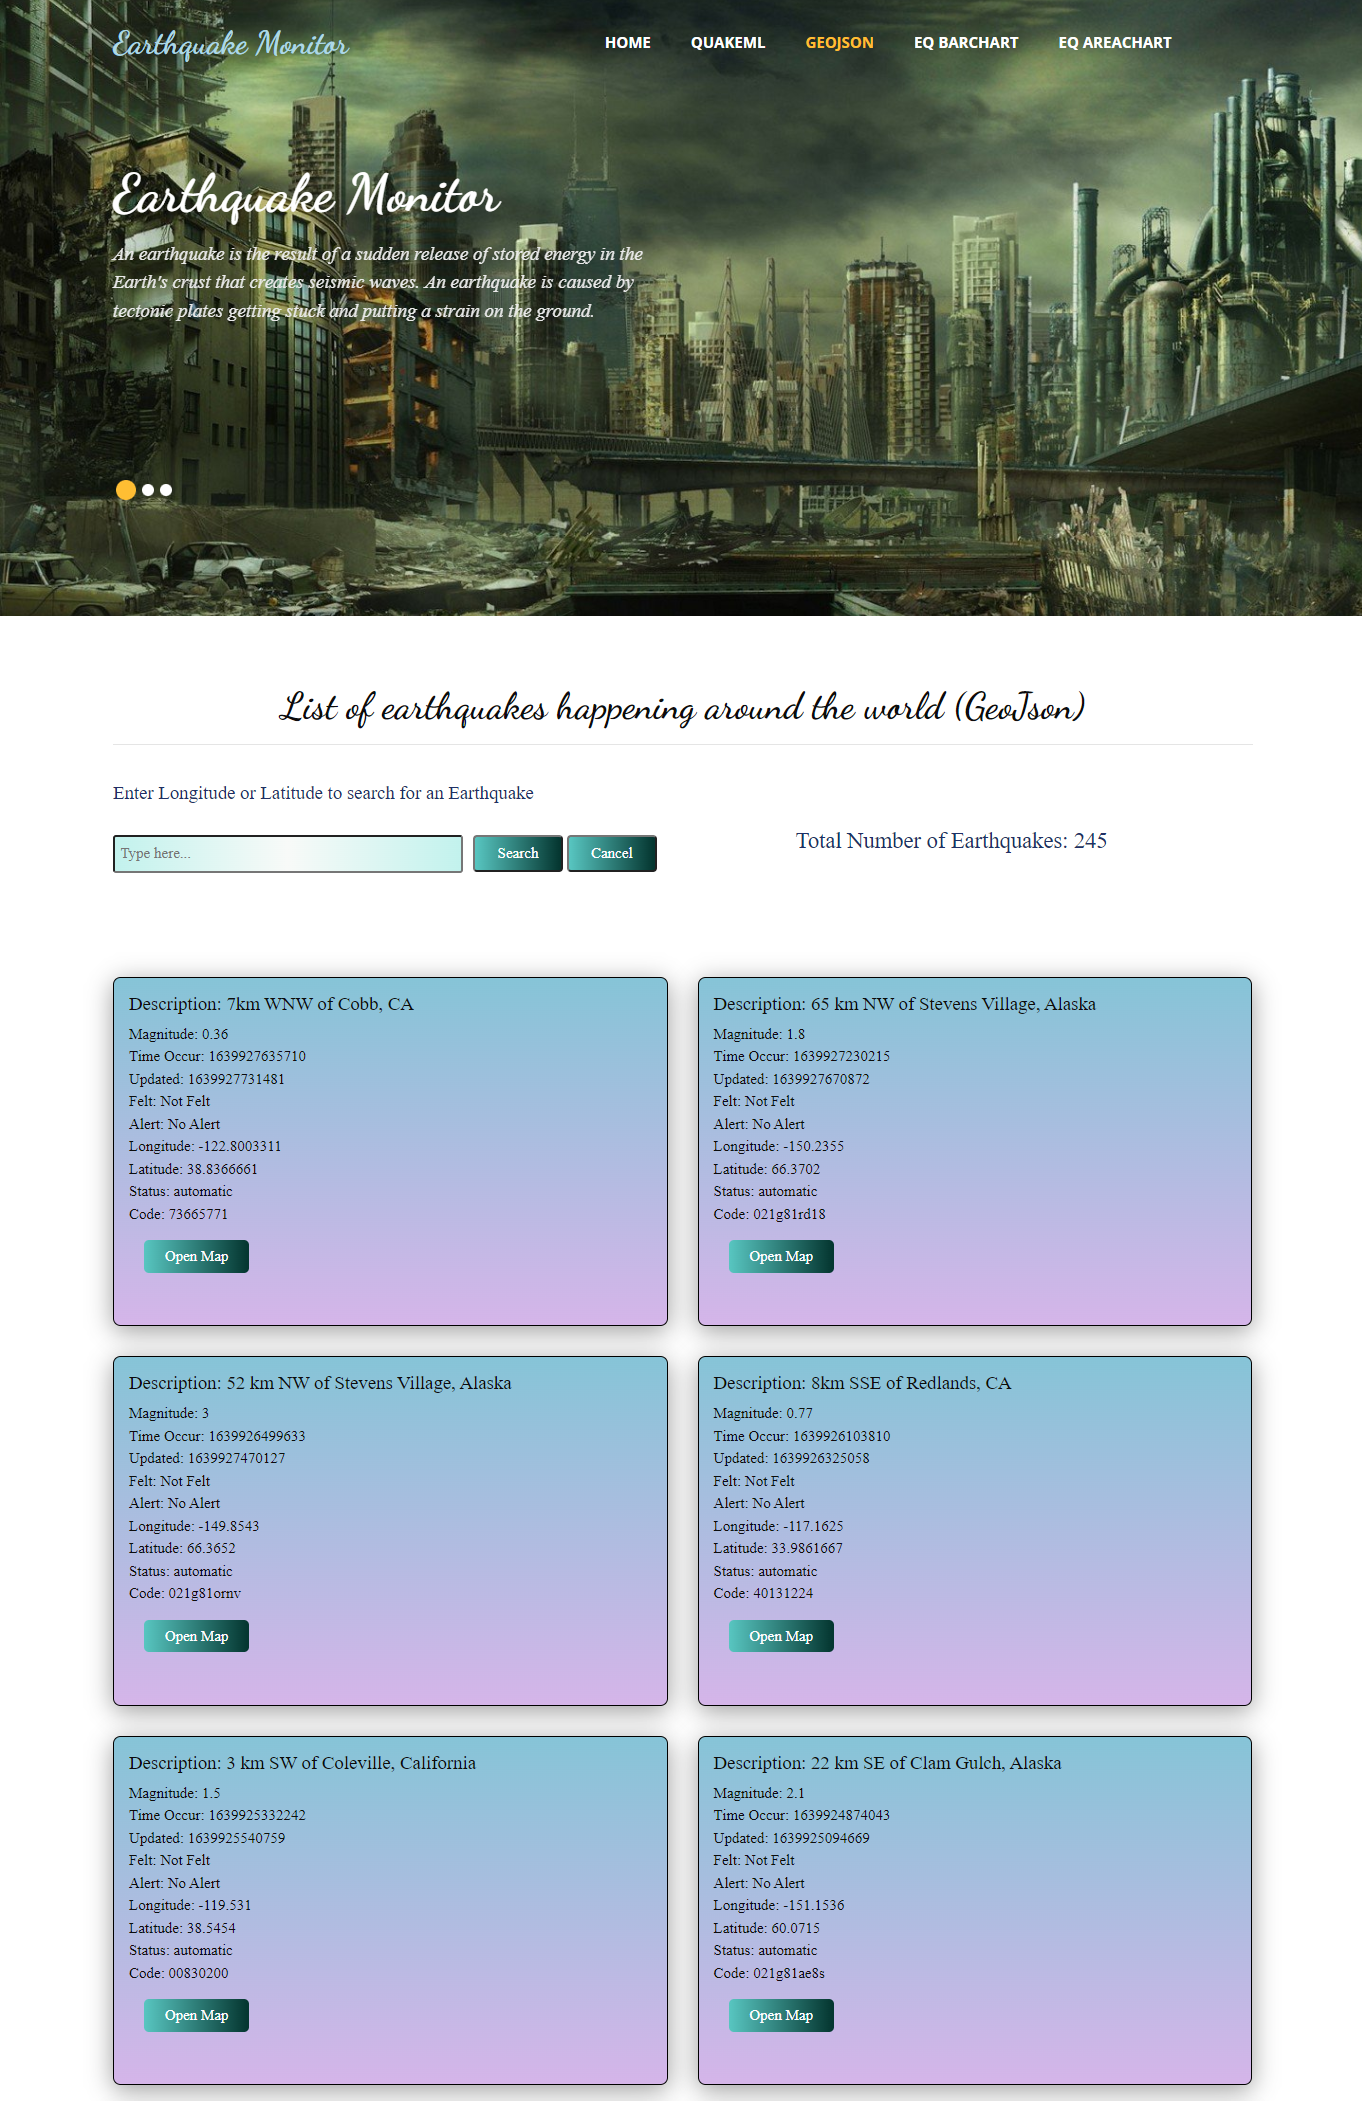 Earthquake Monitor
HOME QUAKEML GEOJSON EQ BARCHART EQ AREACHART
Earthquake Monitor
An earthquake is the result of a sudden release of stored energy in the
Earth's crust that creates seismic waves. An earthquake is caused by
tectonic plates getting stuck and putting a strain on the ground.
List of earthquakes happening around the world (GeoJson)
Enter Longitude or Latitude to search for an Earthquake
Type here...
Search
Cancel
Total Number of Earthquakes: 245
Description: 7km WNW of Cobb, CA
Magnitude: 0.36
Time Occur: 1639927635710
Updated: 1639927731481
Felt: Not Felt
Alert: No Alert
Longitude: -122.8003311
Latitude: 38.8366661
Status: automatic
Code: 73665771
Open Map
Description: 65 km NW of Stevens Village, Alaska
Magnitude: 1.8
Time Occur: 1639927230215
Updated: 1639927670872
Felt: Not Felt
Alert: No Alert
Longitude: -150.2355
Latitude: 66.3702
Status: automatic
Code: 021g81rd18
Open Map
Description: 52 km NW of Stevens Village, Alaska
Magnitude: 3
Time Occur: 1639926499633
Updated: 1639927470127
Felt: Not Felt
Alert: No Alert
Longitude: -149.8543
Latitude: 66.3652
Status: automatic
Code: 021g81ornv
Open Map
Description: 8km SSE of Redlands, CA
Magnitude: 0.77
Time Occur: 1639926103810
Updated: 1639926325058
Felt: Not Felt
Alert: No Alert
Longitude: -117.1625
Latitude: 33.9861667
Status: automatic
Code: 40131224
Open Map
Description: 3 km SW of Coleville, California
Magnitude: 1.5
Time Occur: 1639925332242
Updated: 1639925540759
Felt: Not Felt
Alert: No Alert
Longitude: -119.531
Latitude: 38.5454
Status: automatic
Code: 00830200
Open Map
Description: 22 km SE of Clam Gulch, Alaska
Magnitude: 2.1
Time Occur: 1639924874043
Updated: 1639925094669
Felt: Not Felt
Alert: No Alert
Longitude: -151.1536
Latitude: 60.0715
Status: automatic
Code: 021g81ae8s
Open Map